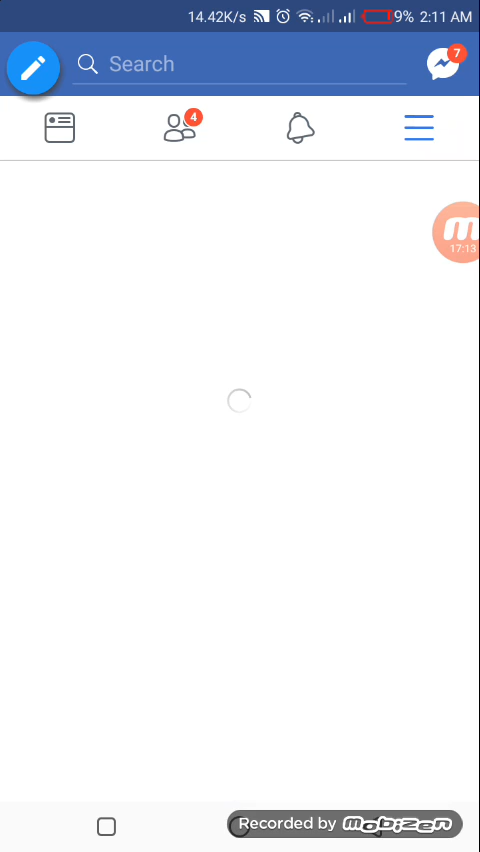 14.42K/s 9% 2:11 AM
Search
7
4
m
17:13
Recorded by mobizen